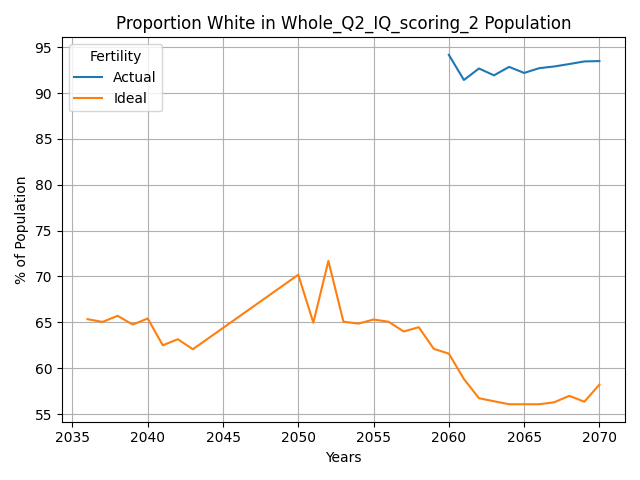 Proportion White in Whole_Q2_IQ_scoring_2 Population
Fertility
Actual
Ideal
% of Population
95
90
85
80
75
70
65
60
55
2035
2040
2045
2050
2055
2060
2065
2070
Years